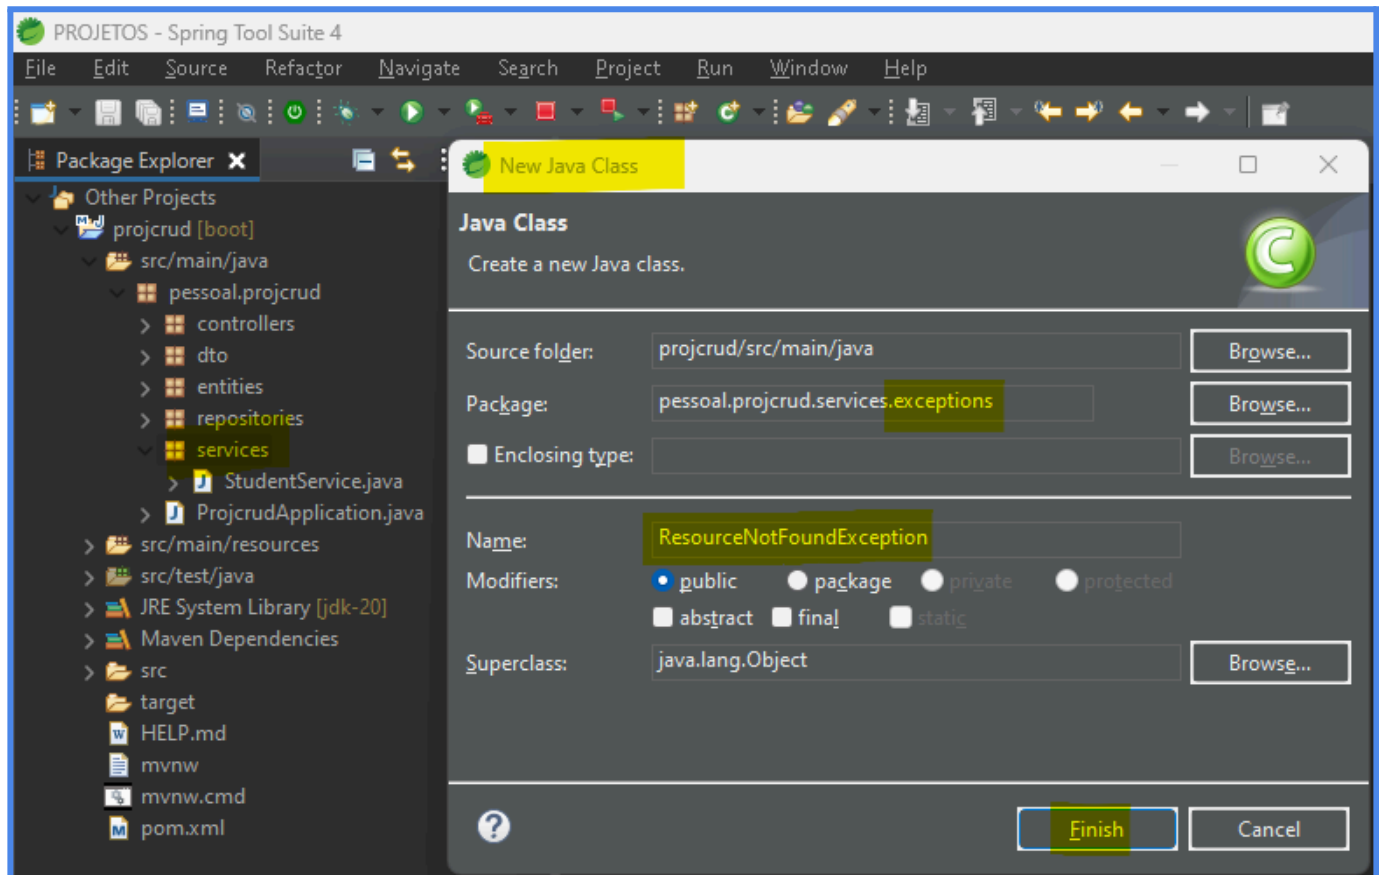 PROJETOS - Spring Tool Suite 4
File Edit Source Refactor Navigate Search Project Run Window Help
Package Explorer
Other Projects
projcrud [boot]
src/main/java
pessoal.projcrud
controllers
dto
entities
repositories
services
StudentService.java
ProjcrudApplication.java
src/main/resources
src/test/java
JRE System Library [jdk-20]
Maven Dependencies
src
target
HELP.md
mvnw
mvnw.cmd
pom.xml
New Java Class
Java Class
Create a new Java class.
Source folder: projcrud/src/main/java Browse...
Package: pessoal.projcrud.services.exceptions Browse...
Enclosing type: Browse...
Name: ResourceNotFoundException
Modifiers: public package private protected
abstract final static
Superclass: java.lang.Object Browse...
Finish Cancel